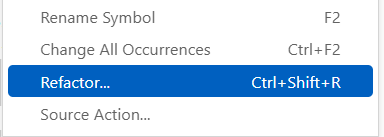 Rename Symbol F2
Change All Occurrences Ctrl+F2
Refactor... Ctrl+Shift+R
Source Action...